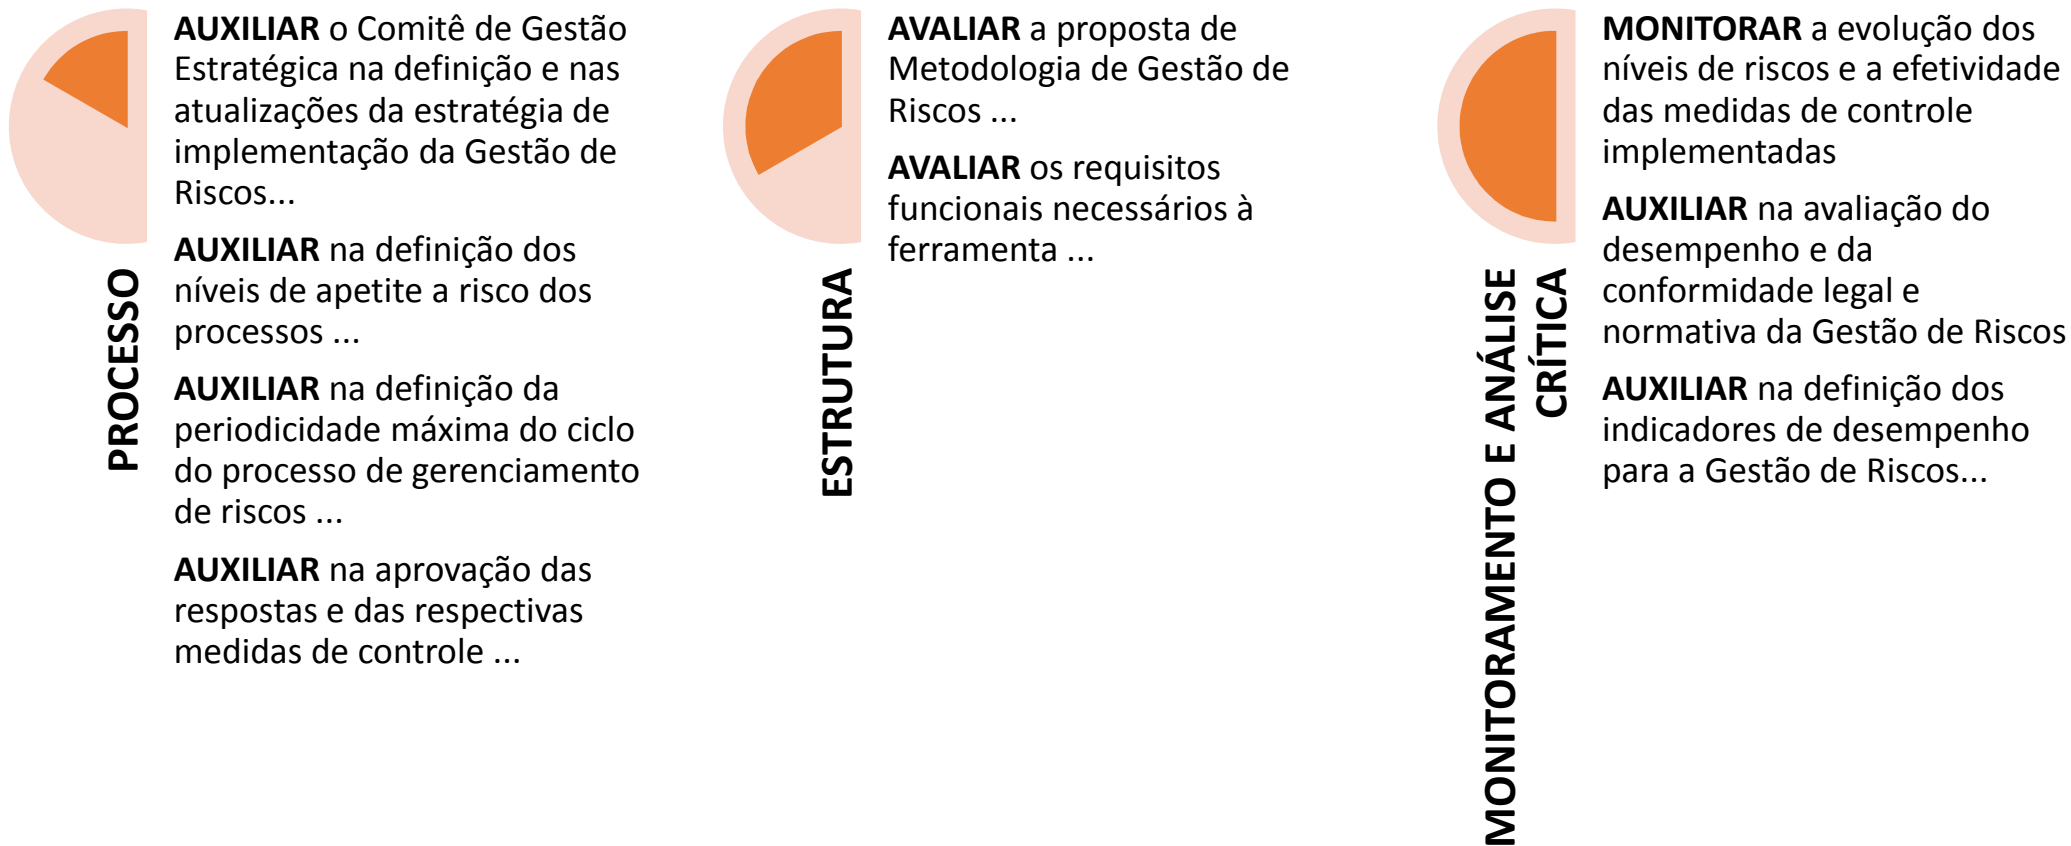 PROCESSO
AUXILIAR o Comitê de Gestão
Estratégica na definição e nas
atualizações da estratégia de
implementação da Gestão de
Riscos...
AUXILIAR na definição dos
níveis de apetite a risco dos
processos ...
AUXILIAR na definição da
periodicidade máxima do ciclo
do processo de gerenciamento
de riscos ...
AUXILIAR na aprovação das
respostas e das respectivas
medidas de controle ...
ESTRUTURA
AVALIAR a proposta de
Metodologia de Gestão de
Riscos ...
AVALIAR os requisitos
funcionais necessários à
ferramenta ...
MONITORAMENTO E ANÁLISE
CRÍTICA
MONITORAR a evolução dos
níveis de riscos e a efetividade
das medidas de controle
implementadas
AUXILIAR na avaliação do
desempenho e da
conformidade legal e
normativa da Gestão de Riscos
AUXILIAR na definição dos
indicadores de desempenho
para a Gestão de Riscos...